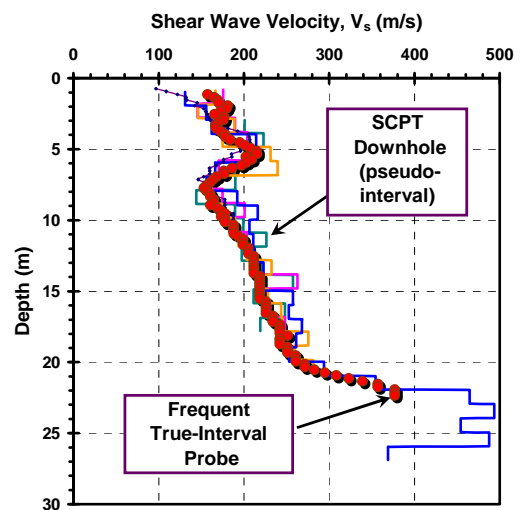 Shear Wave Velocity, Vs (m/s)
0 100 200 300 400 500
0
5
10
15
20
25
30
Depth (m)
SCPT
Downhole
(pseudo-
interval)
Frequent
True-Interval
Probe